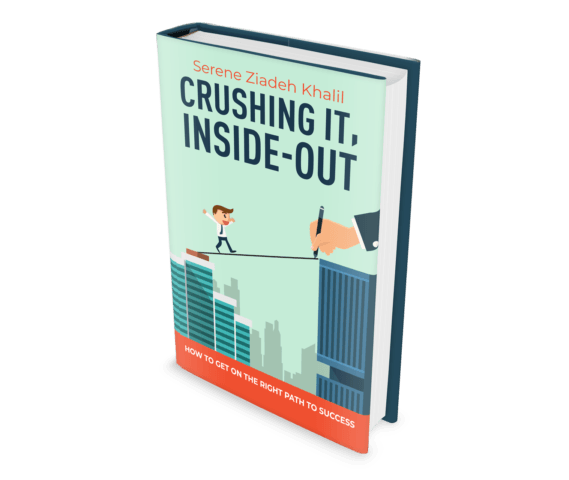 Serene Ziadeh Khalil
CRUSHING IT,
INSIDE-OUT
HOW TO GET ON THE RIGHT PATH TO SUCCESS